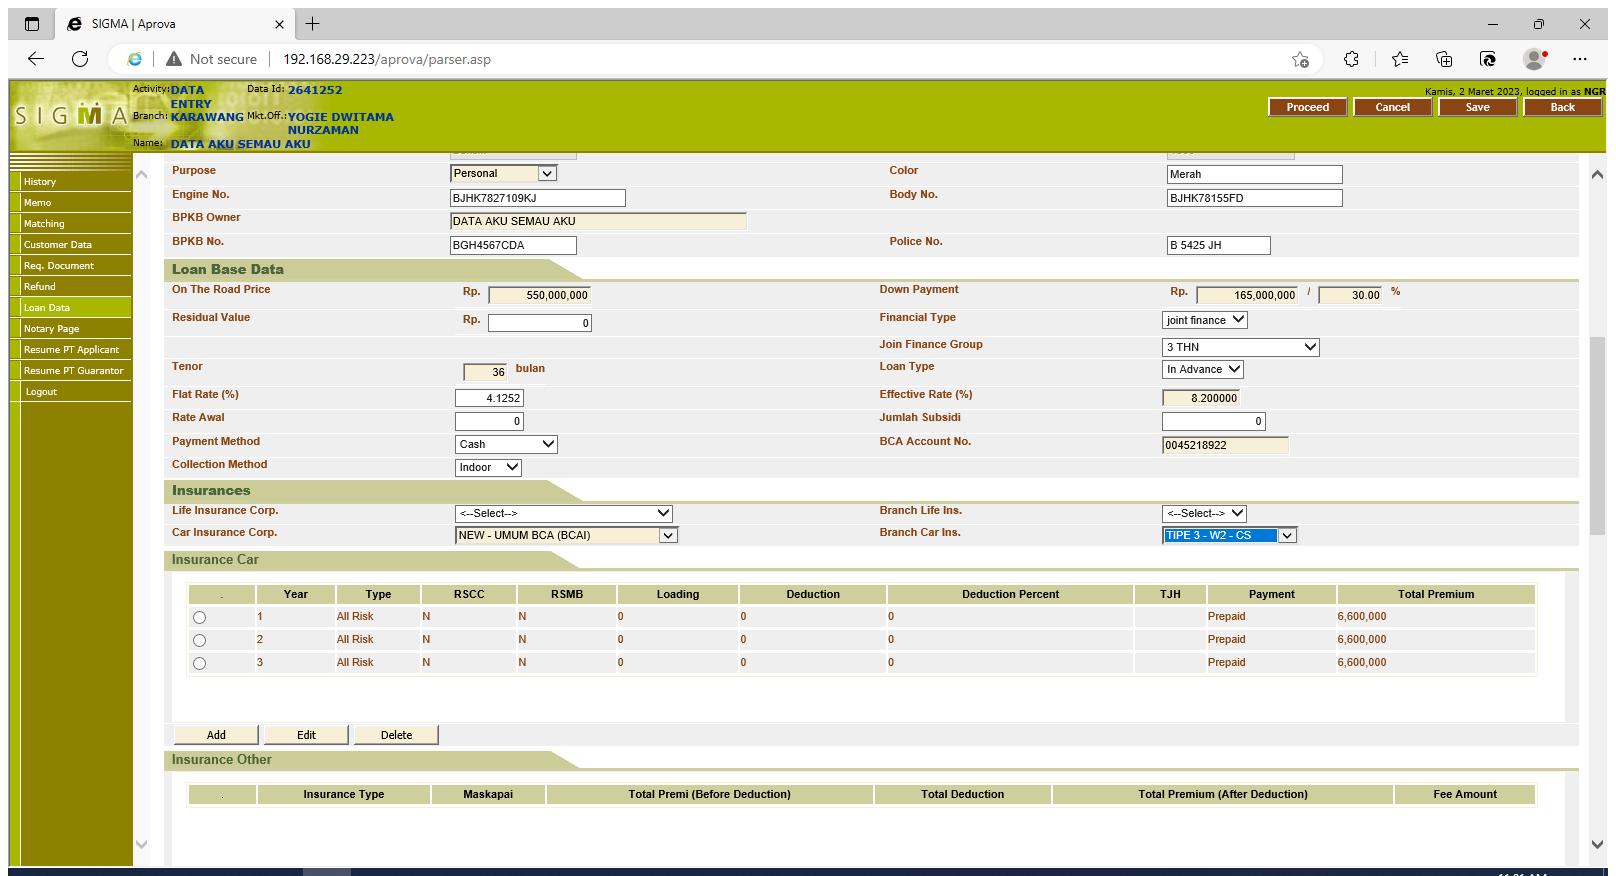 SIGMA | Aprova
Not secure
192.168.29.223/aprova/parser.asp
SIGMA
Activity: DATA ENTRY Data Id: 2641252
Branch: KARAWANG Mkt.Off.: YOGIE DWITAMA NURZAMAN
Name: DATA AKU SEMAU AKU
Kamis, 2 Maret 2023, logged in as NGR
Proceed Cancel Save Back
History
Memo
Matching
Customer Data
Req. Document
Refund
Loan Data
Notary Page
Resume PT Applicant
Resume PT Guarantor
Logout
Purpose Personal Color Merah
Engine No. BJHK7827109KJ Body No. BJHK78155FD
BPKB Owner DATA AKU SEMAU AKU
BPKB No. BGH4567CDA Police No. B 5425 JH
Loan Base Data
On The Road Price Rp. 550,000,000 Down Payment Rp. 165,000,000 / 30.00 %
Residual Value Rp. 0 Financial Type joint finance
Join Finance Group 3 THN
Tenor 36 bulan Loan Type In Advance
Flat Rate (%) 4.1252 Effective Rate (%) 8.200000
Rate Awal 0 Jumlah Subsidi 0
Payment Method Cash BCA Account No. 0045218922
Collection Method Indoor
Insurances
Life Insurance Corp. <--Select--> Branch Life Ins. <--Select-->
Car Insurance Corp. NEW - UMUM BCA (BCAI) Branch Car Ins. TIPE 3 - W2 - CS
Insurance Car
. Year Type RSCC RSMB Loading Deduction Deduction Percent TJH Payment Total Premium
1 All Risk N N 0 0 0 Prepaid 6,600,000
2 All Risk N N 0 0 0 Prepaid 6,600,000
3 All Risk N N 0 0 0 Prepaid 6,600,000
Add Edit Delete
Insurance Other
. Insurance Type Maskapai Total Premi (Before Deduction) Total Deduction Total Premium (After Deduction) Fee Amount